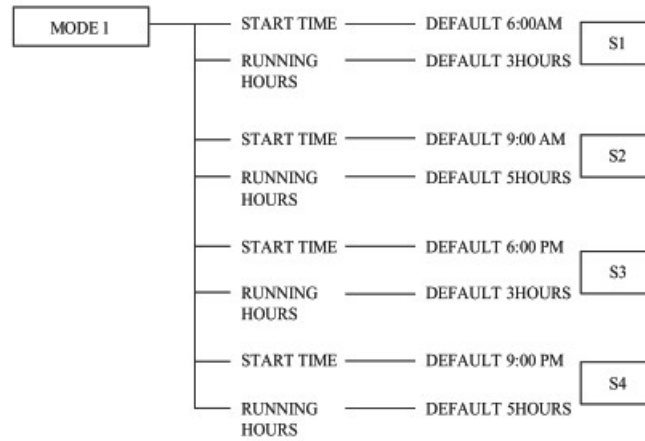 MODE 1
START TIME DEFAULT 6:00AM
S1
RUNNING DEFAULT 3HOURS
HOURS
START TIME DEFAULT 9:00 AM
S2
RUNNING DEFAULT 5HOURS
HOURS
START TIME DEFAULT 6:00 PM
S3
RUNNING DEFAULT 3HOURS
HOURS
START TIME DEFAULT 9:00 PM
S4
RUNNING DEFAULT 5HOURS
HOURS